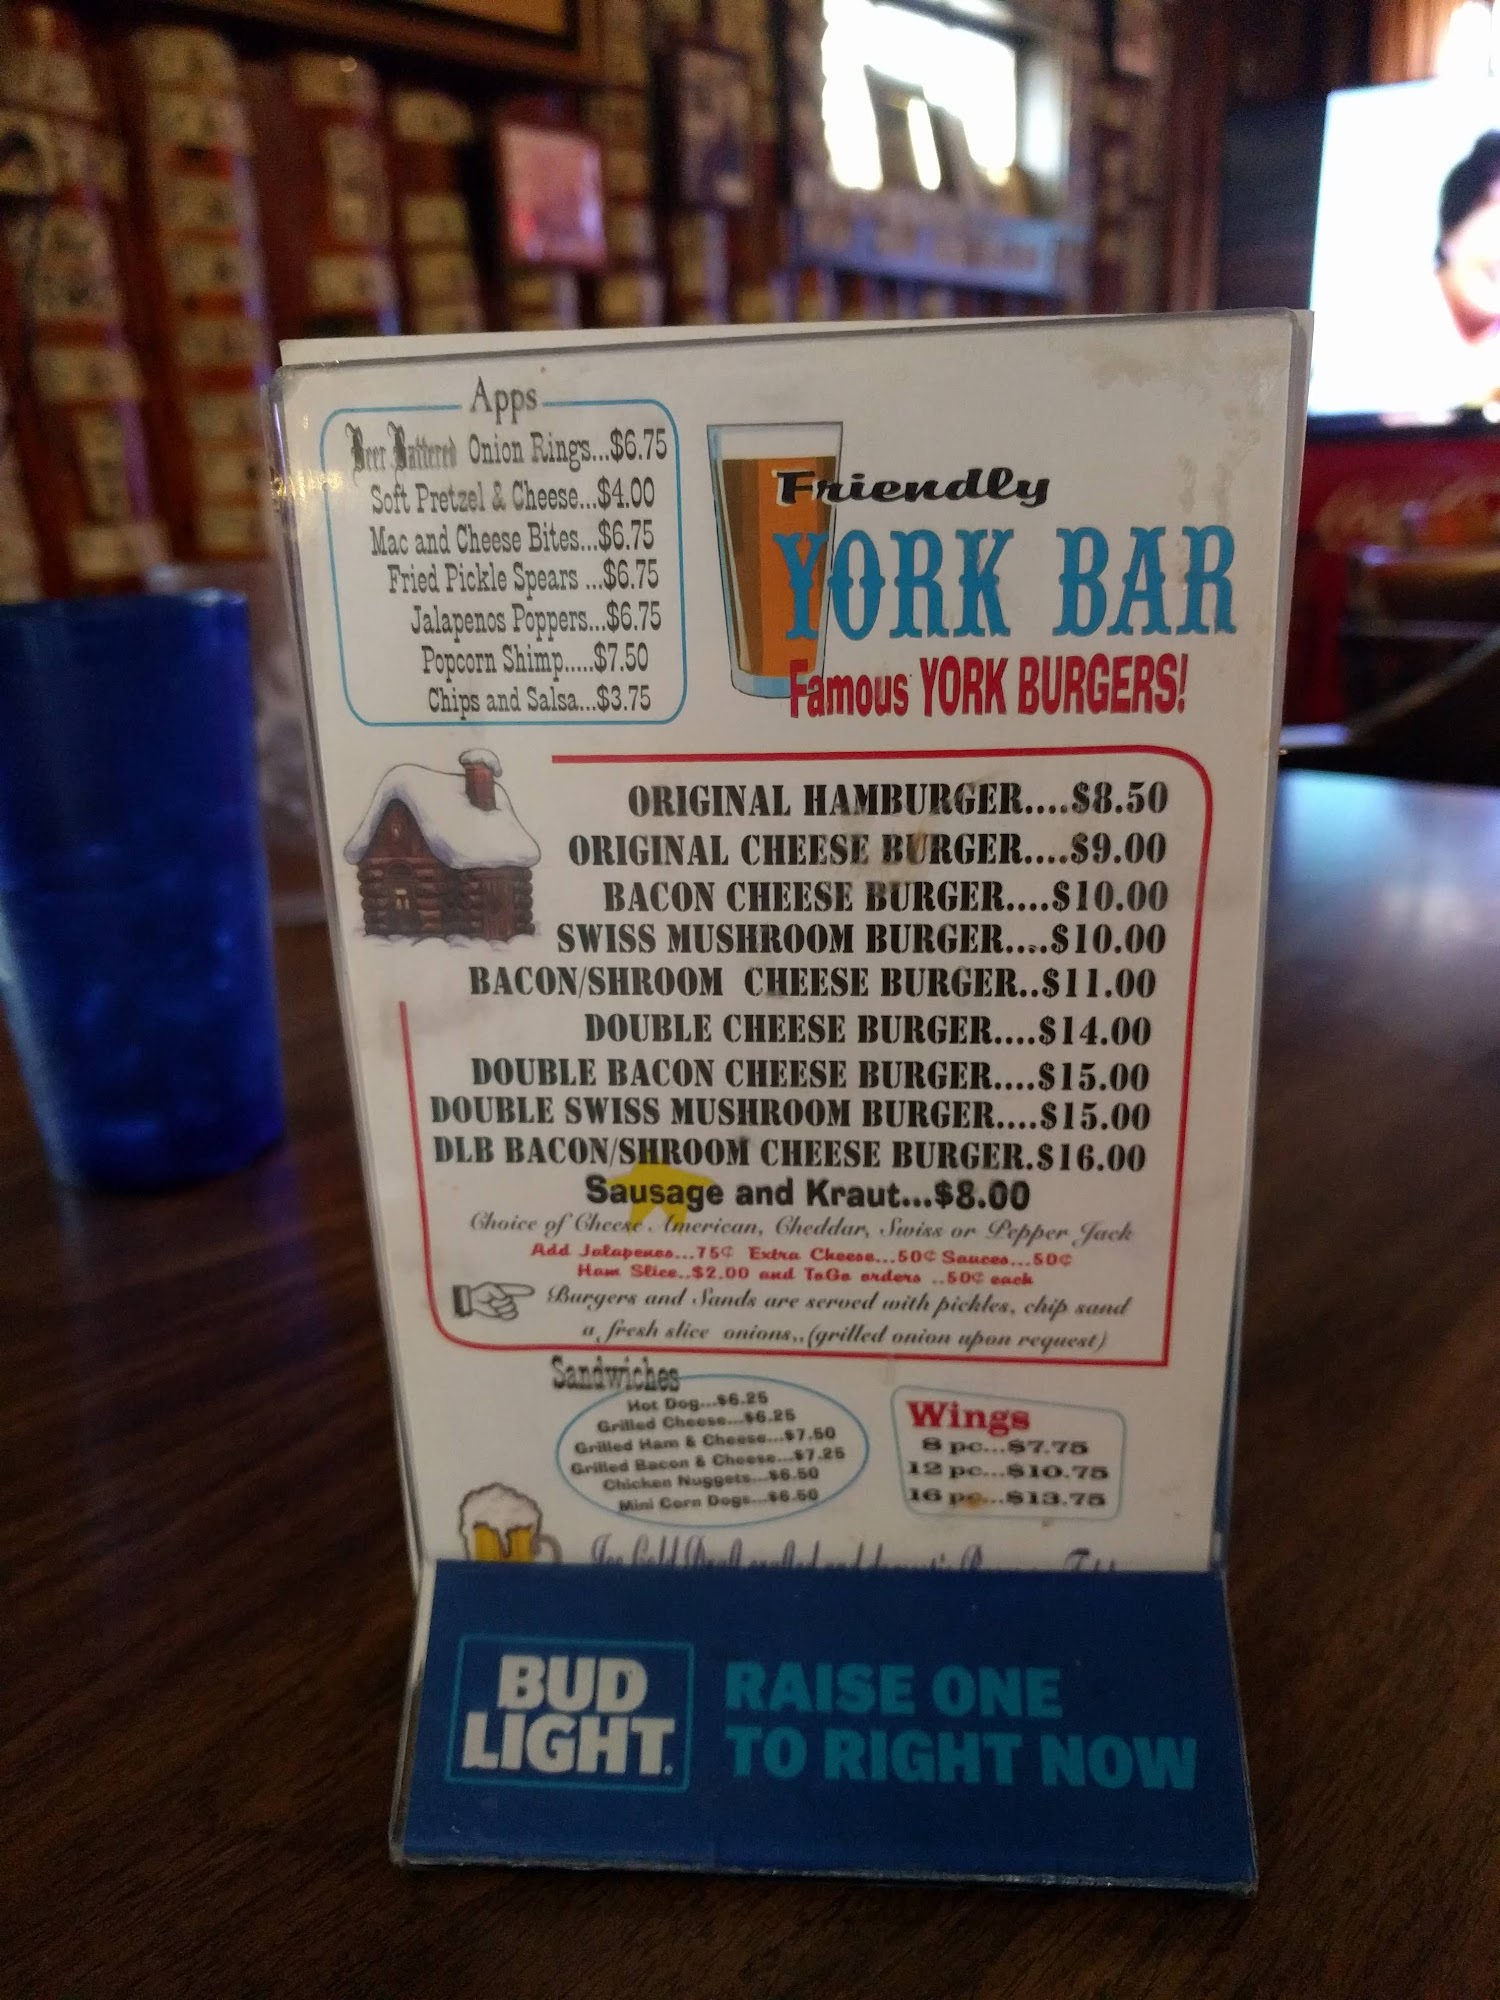 Apps
Beer Battered Onion Rings...$6.75
Soft Pretzel & Cheese...$4.00
Mac and Cheese Bites...$6.75
Fried Pickle Spears ...$6.75
Jalapenos Poppers...$6.75
Popcorn Shimp.....$7.50
Chips and Salsa...$3.75
Friendly
YORK BAR
Famous YORK BURGERS!
ORIGINAL HAMBURGER....$8.50
ORIGINAL CHEESE BURGER....$9.00
BACON CHEESE BURGER....$10.00
SWISS MUSHROOM BURGER....$10.00
BACON/SHROOM CHEESE BURGER..$11.00
DOUBLE CHEESE BURGER....$14.00
DOUBLE BACON CHEESE BURGER....$15.00
DOUBLE SWISS MUSHROOM BURGER....$15.00
DLB BACON/SHROOM CHEESE BURGER.$16.00
Sausage and Kraut...$8.00
Choice of Cheese American, Cheddar, Swiss or Pepper Jack
Add Jalapenos...75¢ Extra Cheese...50¢ Sauces...50¢
Ham Slice..$2.00 and ToGo orders ..50¢ each
Burgers and Sands are served with pickles, chip sand
a fresh slice onions,.(grilled onion upon request)
Sandwiches
Hot Dog...$6.25
Grilled Cheese...$6.25
Grilled Ham & Cheese...$7.50
Grilled Bacon & Cheese...$7.25
Chicken Nuggets...$6.50
Mini Corn Dogs...$6.50
Wings
8 pc...$7.75
12 pc...$10.75
16 pc...$13.75
Ice Cold Draft
BUD
LIGHT.
RAISE ONE
TO RIGHT NOW